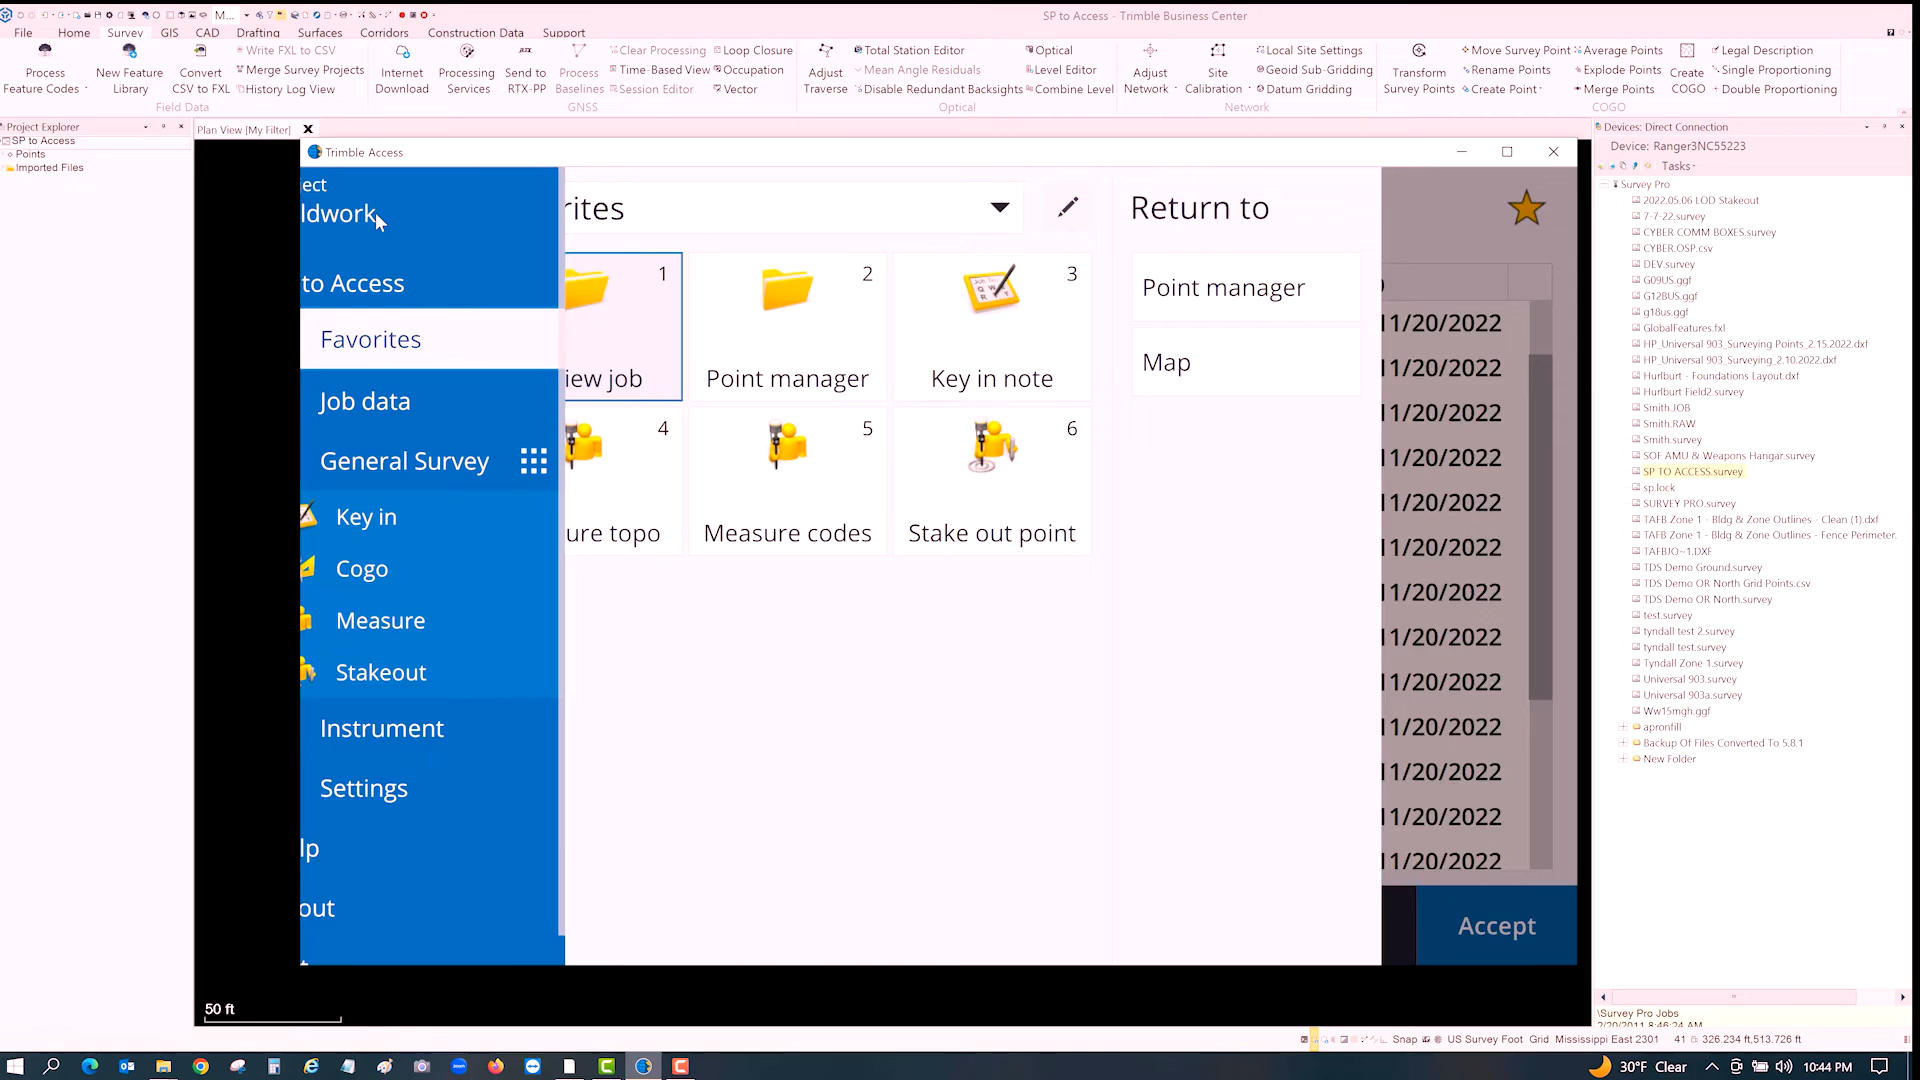 M...
SP to Access - Trimble Business Center
File Home Survey GIS CAD Drafting Surfaces Corridors Construction Data Support
Process Feature Codes
New Feature Library
Convert CSV to FXL
Write FXL to CSV
Merge Survey Projects
History Log View
Field Data
Internet Download
Processing Services
Send to RTX-PP
Process Baselines
Clear Processing
Time-Based View
Session Editor
Loop Closure
Occupation
Vector
GNSS
Adjust Traverse
Total Station Editor
Mean Angle Residuals
Disable Redundant Backsights
Optical
Level Editor
Combine Level
Optical
Adjust Network
Site Calibration
Local Site Settings
Geoid Sub-Gridding
Datum Gridding
Network
Transform Survey Points
Move Survey Point
Rename Points
Create Point
Average Points
Explode Points
Merge Points
Create COGO
Legal Description
Single Proportioning
Double Proportioning
COGO
Project Explorer
SP to Access
Points
Imported Files
Plan View [My Filter]
Trimble Access
ect
ldwork
to Access
Favorites
Job data
General Survey
Key in
Cogo
Measure
Stakeout
Instrument
Settings
lp
out
rites
1
iew job
2
Point manager
3
Key in note
4
ure topo
5
Measure codes
6
Stake out point
Return to
Point manager
Map
11/20/2022
11/20/2022
11/20/2022
11/20/2022
11/20/2022
11/20/2022
11/20/2022
11/20/2022
11/20/2022
11/20/2022
11/20/2022
11/20/2022
11/20/2022
Accept
50 ft
Devices: Direct Connection
Device: Ranger3NC55223
Tasks
Survey Pro
2022.05.06 LOD Stakeout
7-7-22.survey
CYBER COMM BOXES.survey
CYBER.OSP.csv
DEV.survey
G09US.ggf
G12BUS.ggf
g18us.ggf
GlobalFeatures.fxl
HP_Universal 903_Surveying Points_2.15.2022.dxf
HP_Universal 903_Surveying_2.10.2022.dxf
Hurlburt - Foundations Layout.dxf
Hurlburt Field2.survey
Smith.JOB
Smith.RAW
Smith.survey
SOF AMU & Weapons Hangar.survey
SP TO ACCESS.survey
sp.lock
SURVEY PRO.survey
TAFB Zone 1 - Bldg & Zone Outlines - Clean (1).dxf
TAFB Zone 1 - Bldg & Zone Outlines - Fence Perimeter.
TAFBJO~1.DXF
TDS Demo Ground.survey
TDS Demo OR North Grid Points.csv
TDS Demo OR North.survey
test.survey
tyndall test 2.survey
tyndall test.survey
Tyndall Zone 1.survey
Universal 903.survey
Universal 903a.survey
Ww15mgh.ggf
apronfill
Backup Of Files Converted To 5.8.1
New Folder
\Survey Pro Jobs
2/20/2011 8:46:24 AM
Snap US Survey Foot Grid Mississippi East 2301 41 326.234 ft,513.726 ft
30°F Clear 10:44 PM